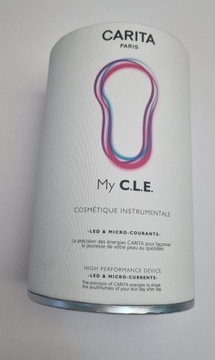 CARITA
PARIS
My C.L.E.
COSMÉTIQUE INSTRUMENTALE
-LED & MICRO-COURANTS-
La précision des énergies CARITA pour façonner
la jeunesse de votre peau au quotidien
HIGH PERFORMANCE DEVICE
-LED & MICRO-CURRENTS-
The precision of CARITA energies to shape
the youthfulness of your skin day after day